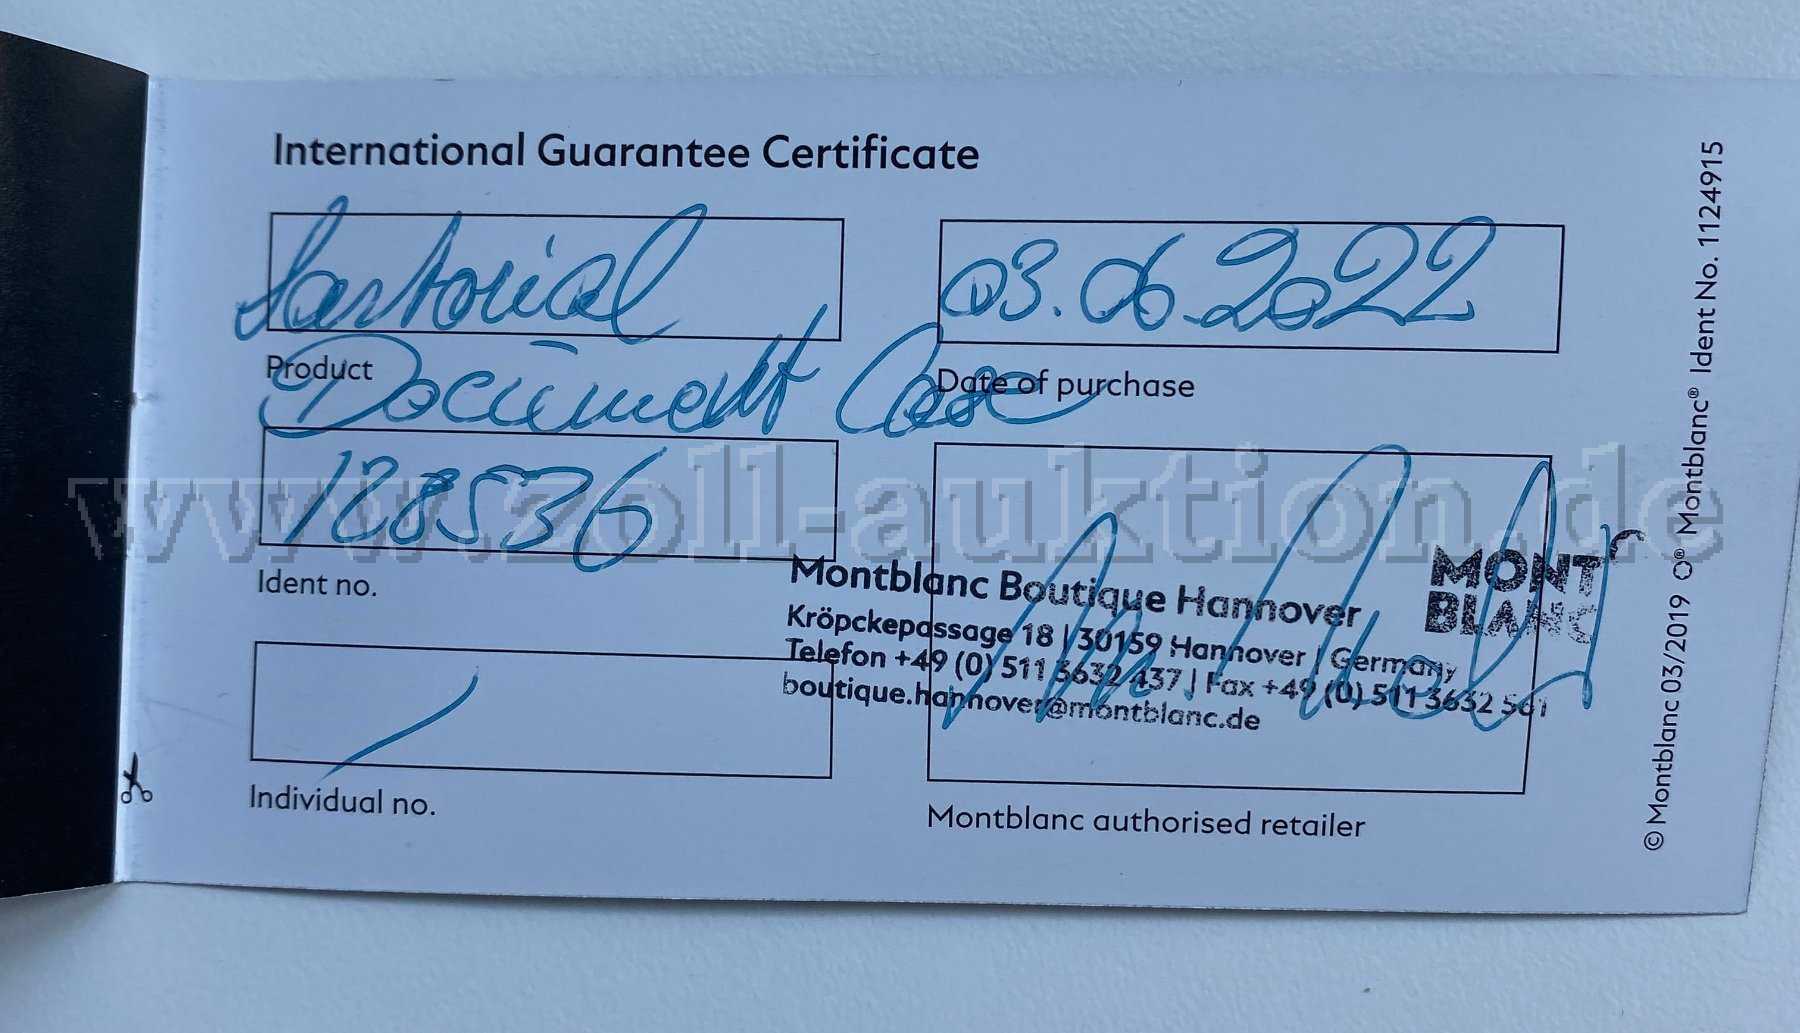 International Guarantee Certificate
Sartorial
03.06.2022
Product
Date of purchase
Document Case
128536
Ident no.
Montblanc Boutique Hannover
Kröpckepassage 18 | 30159 Hannover | Germany
Telefon +49 (0) 511 3632 437 | Fax +49 (0) 511 3632 561
boutique.hannover@montblanc.de
MONT
BLANC
Individual no.
Montblanc authorised retailer
© Montblanc 03/2019 Montblanc® Ident No. 1124915
www.zoll-auktion.de